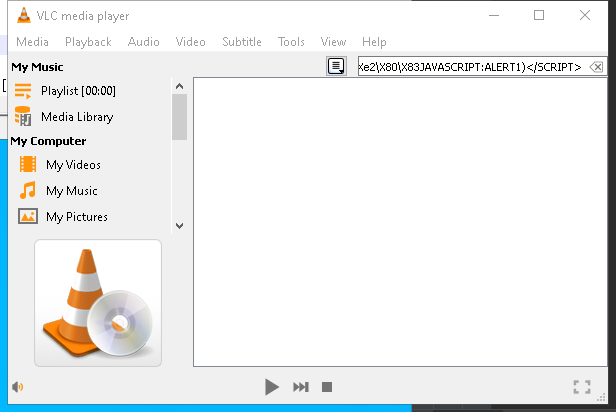 VLC media player
Media Playback Audio Video Subtitle Tools View Help
My Music
Xe2\X80\X83JAVASCRIPT:ALERT1)</SCRIPT>
Playlist [00:00]
Media Library
My Computer
My Videos
My Music
My Pictures